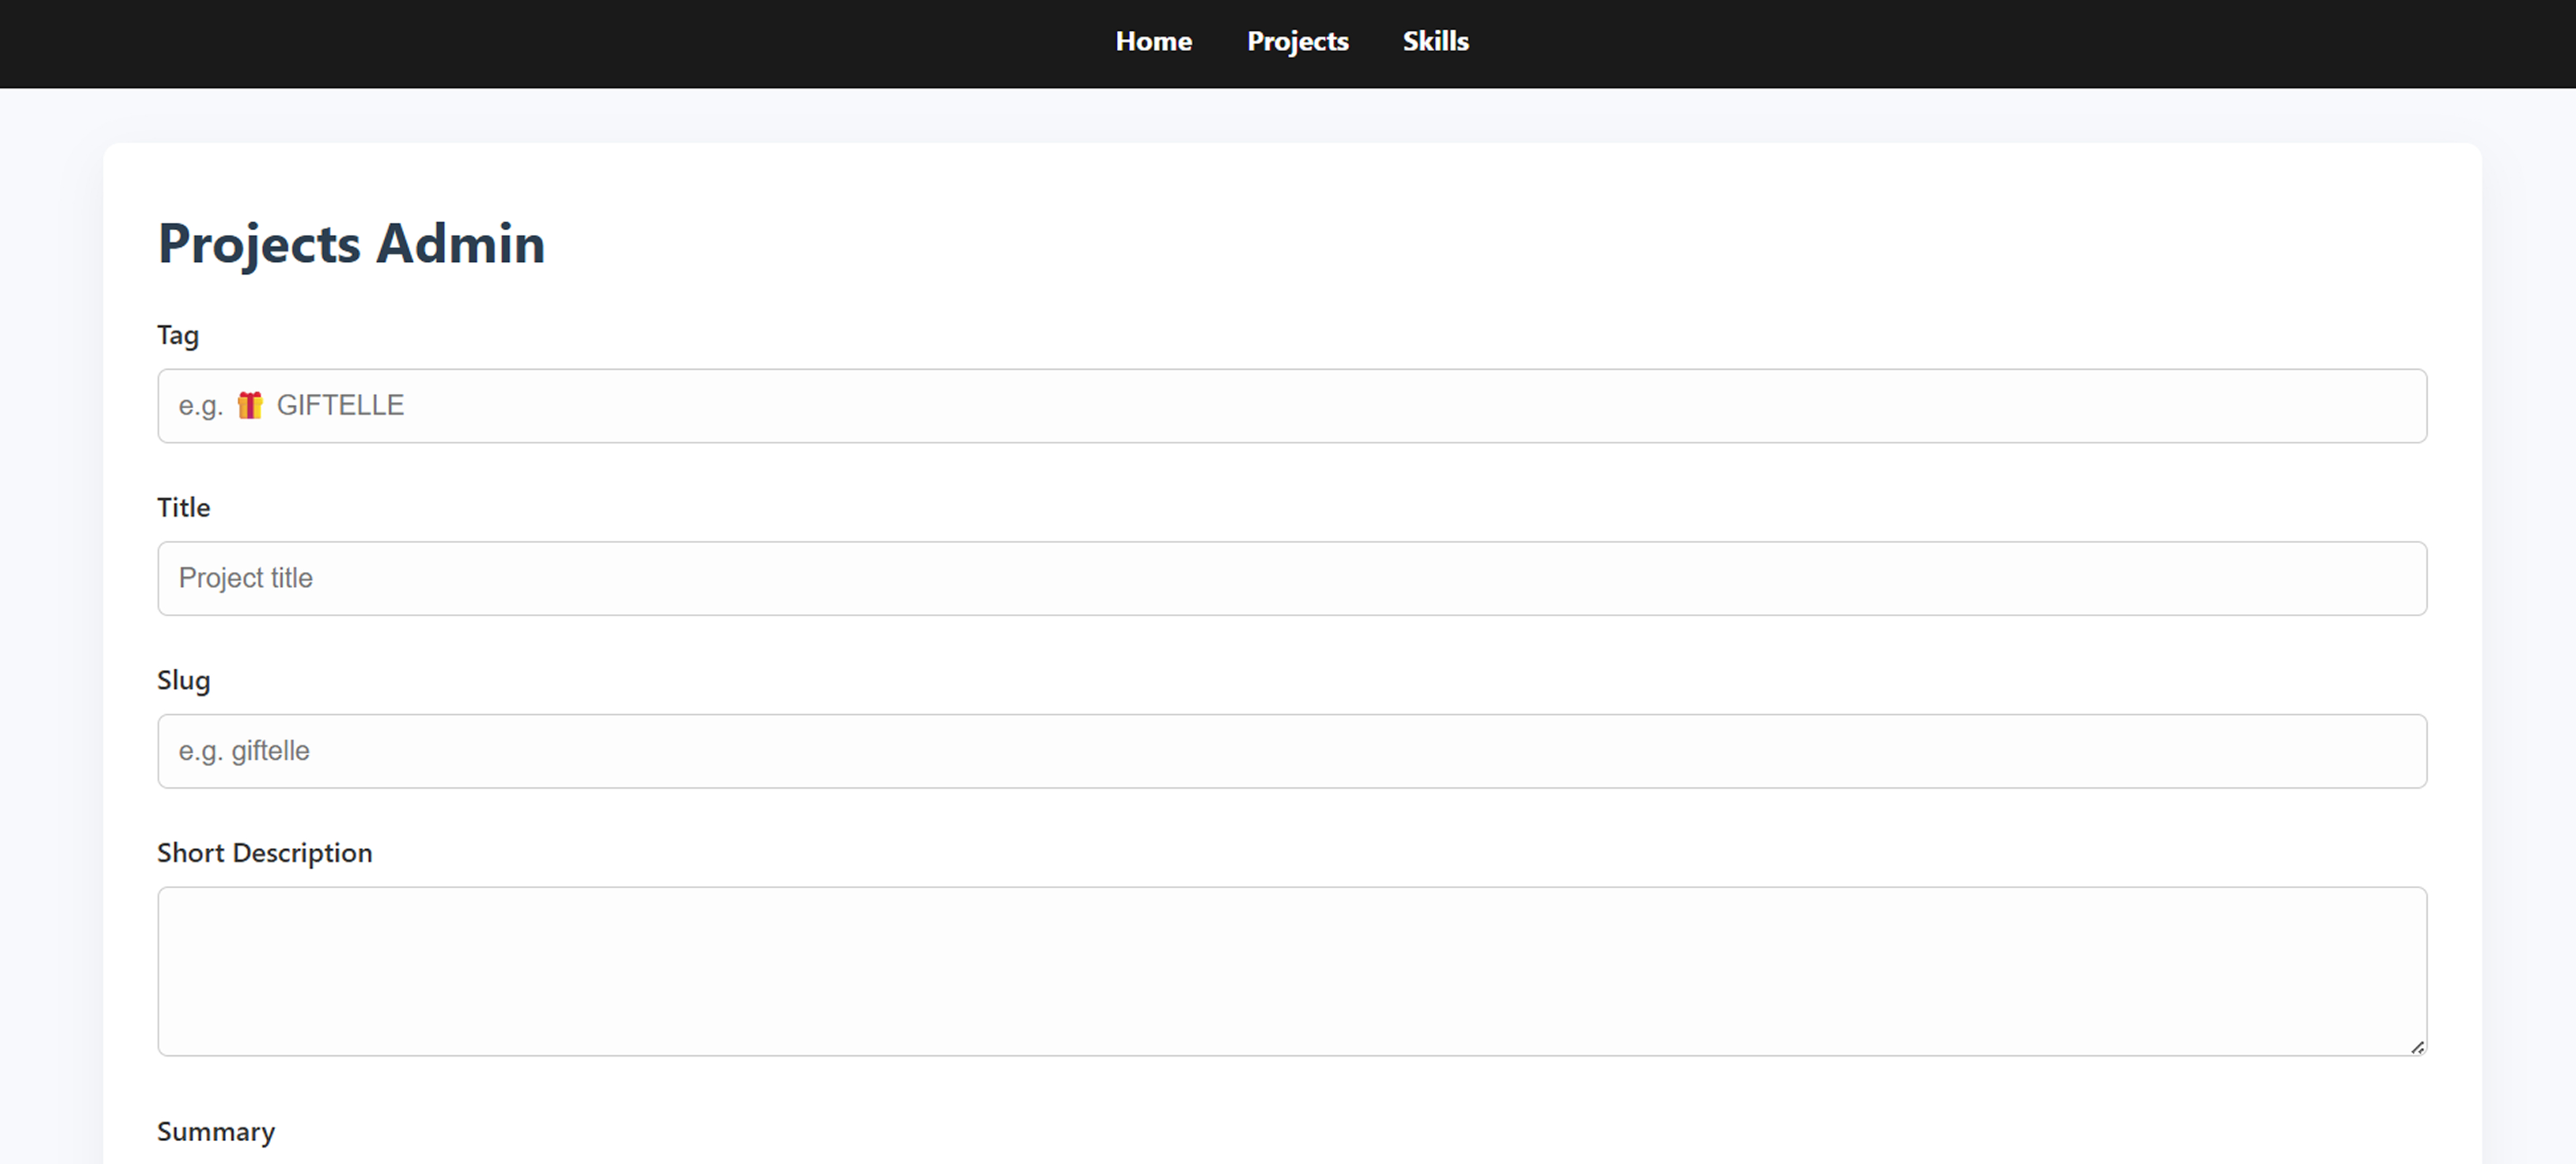 Home Projects Skills
Projects Admin
Tag
e.g. 🎁 GIFTELLE
Title
Project title
Slug
e.g. giftelle
Short Description
Summary